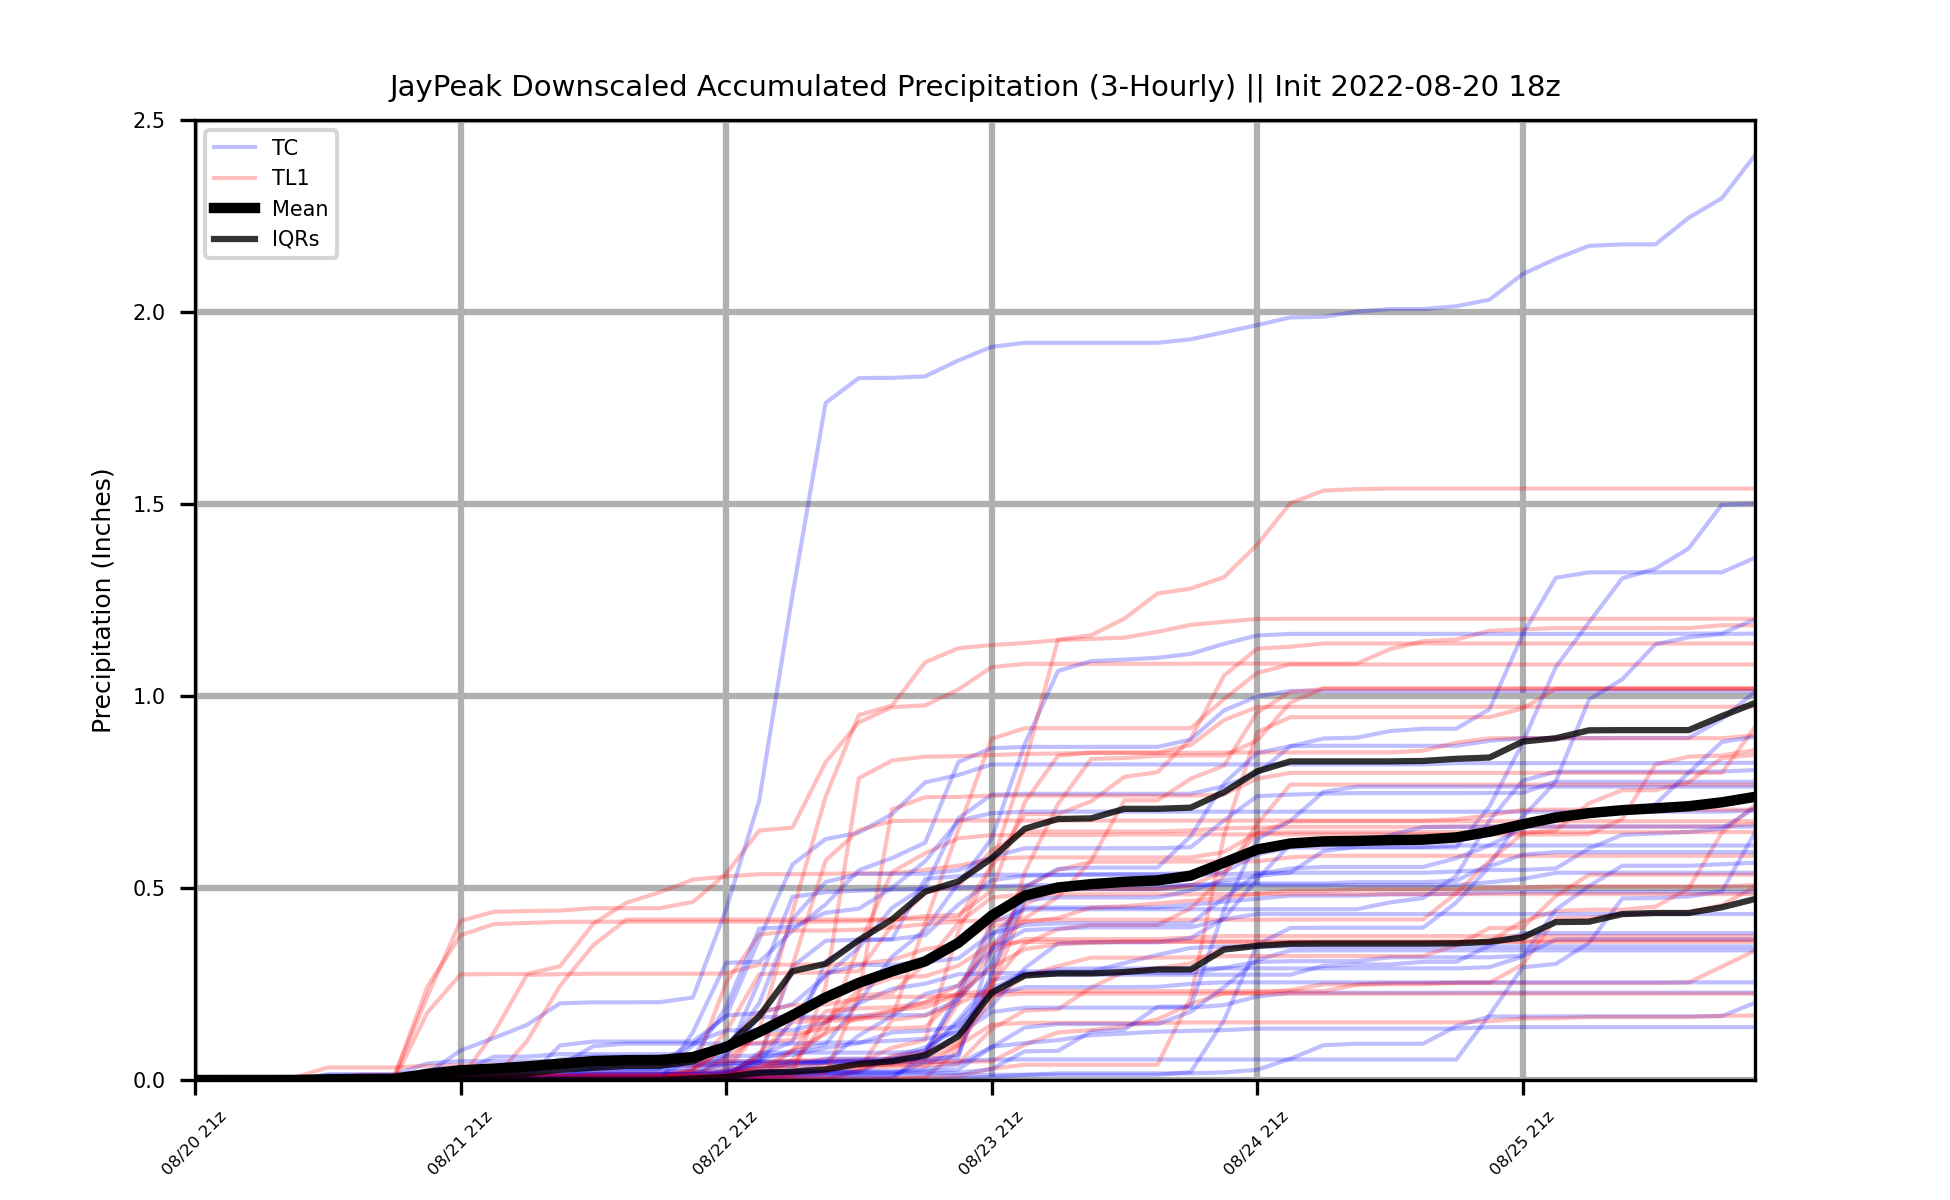 JayPeak Downscaled Accumulated Precipitation (3-Hourly) || Init 2022-08-20 18z
TC
TL1
Mean
IQRs
Precipitation (Inches)
2.5
2.0
1.5
1.0
0.5
0.0
08/20 21z
08/21 21z
08/22 21z
08/23 21z
08/24 21z
08/25 21z